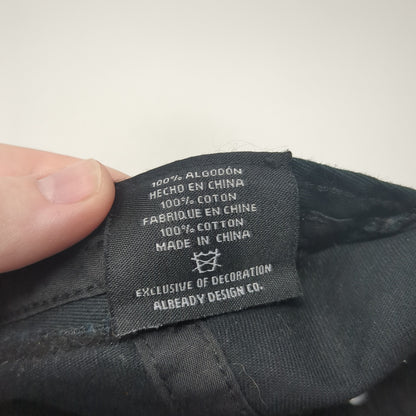 100% ALGODÓN
HECHO EN CHINA
100% COTON
FABRIQUE EN CHINE
100% COTTON
MADE IN CHINA
EXCLUSIVE OF DECORATION
ALREADY DESIGN CO.